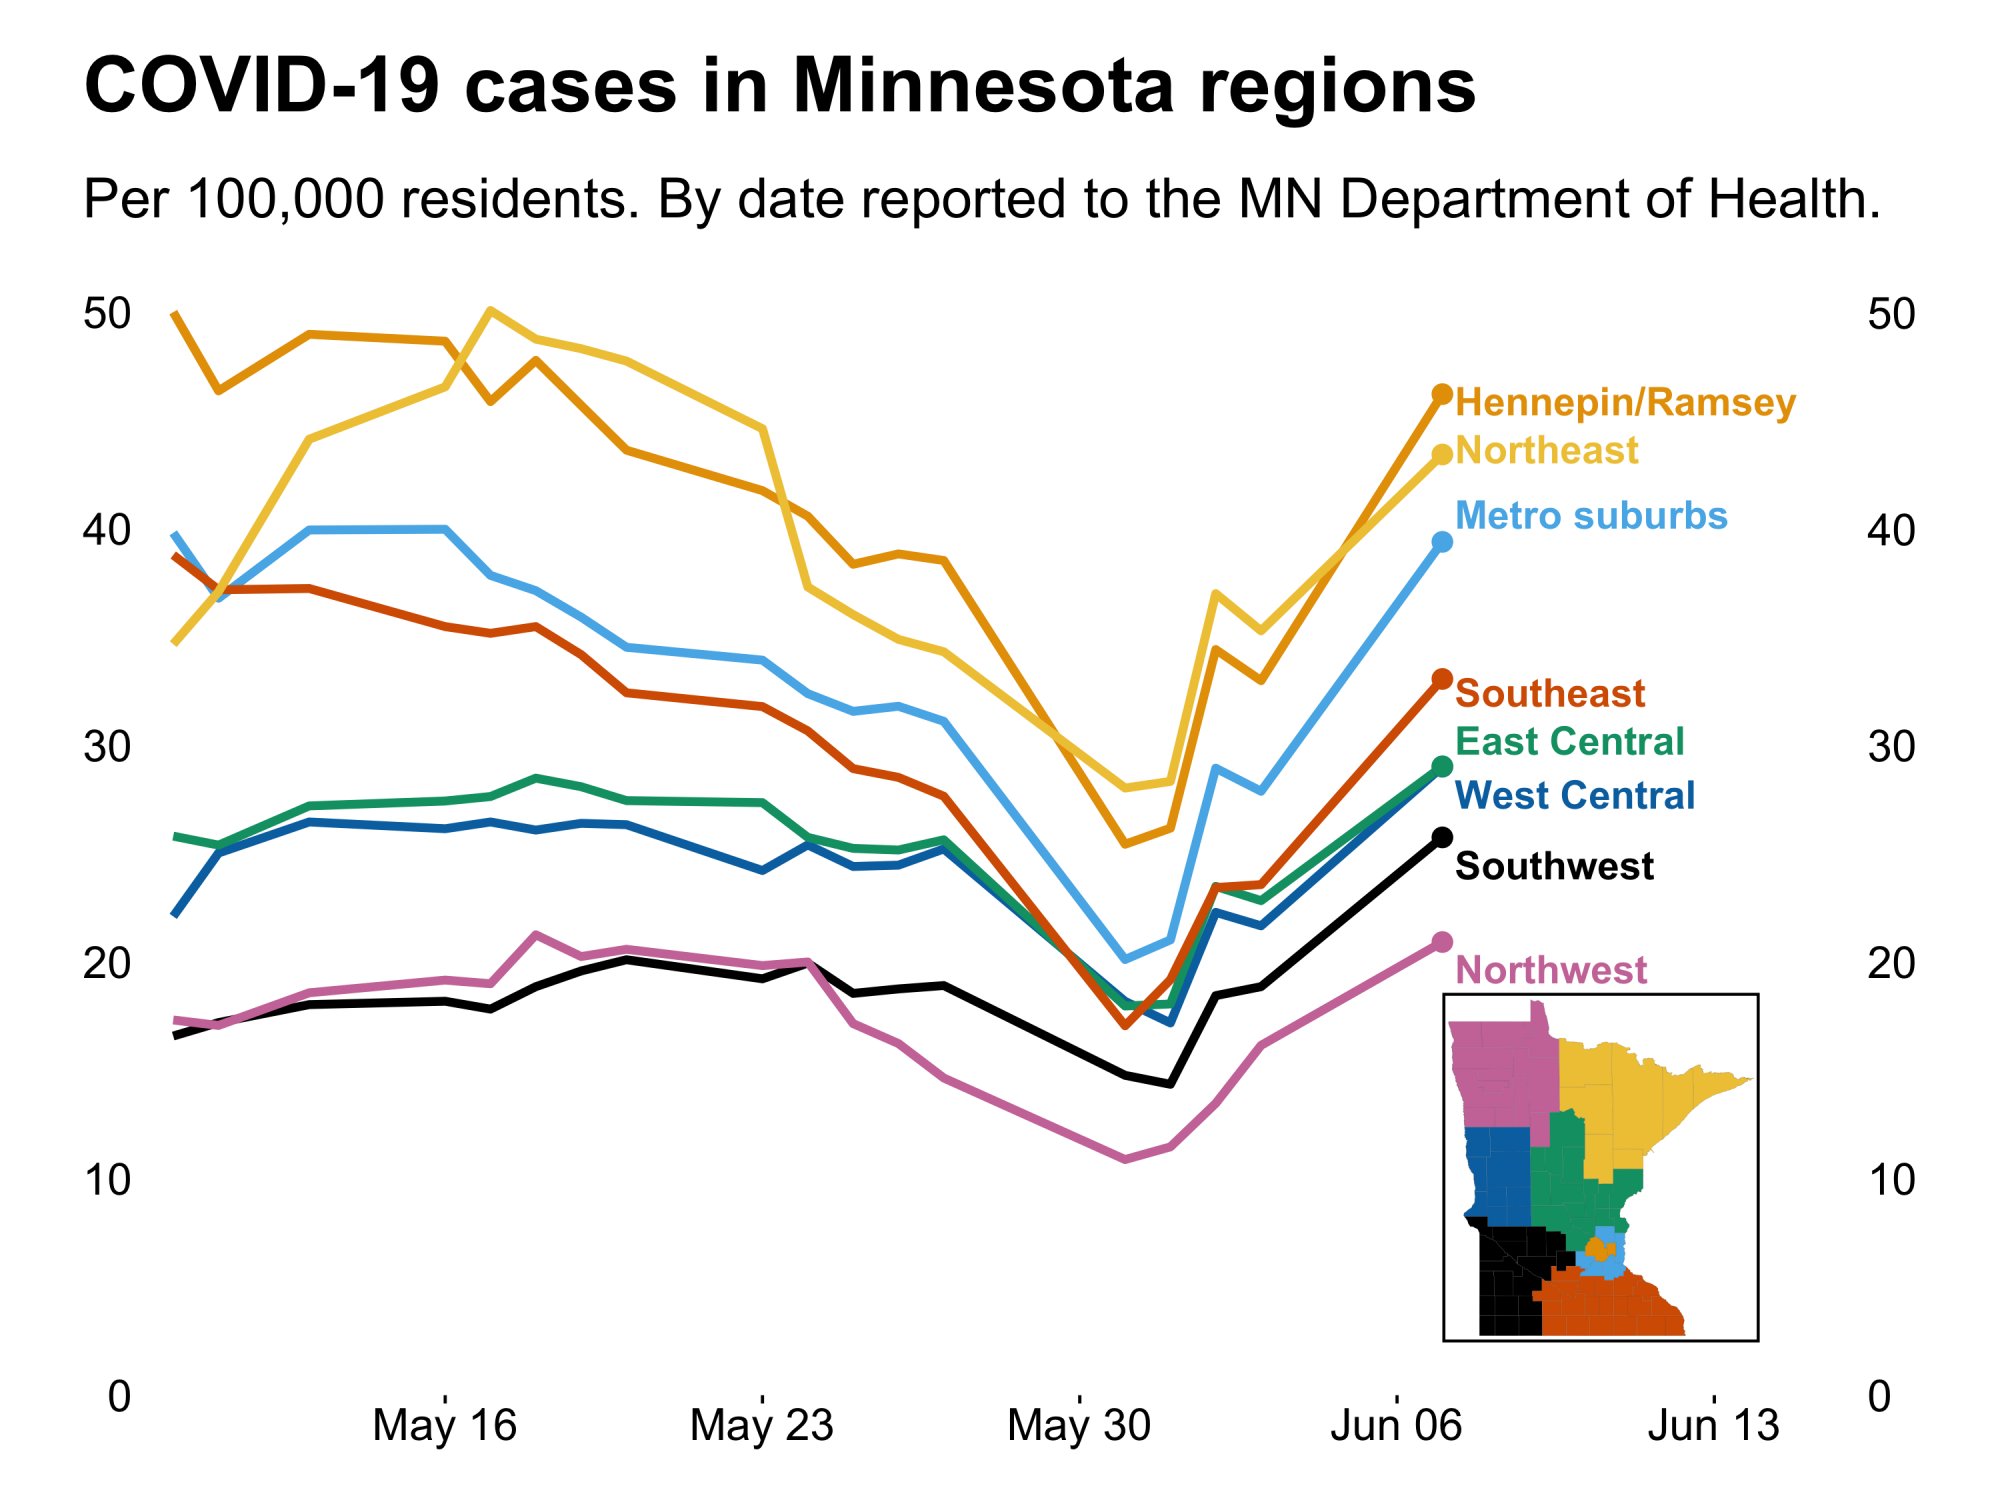 COVID-19 cases in Minnesota regions
Per 100,000 residents. By date reported to the MN Department of Health.
50 50
Hennepin/Ramsey
Northeast
Metro suburbs
40 40
Southeast
East Central
30 30
West Central
Southwest
20 20
Northwest
10 10
0 0
May 16 May 23 May 30 Jun 06 Jun 13